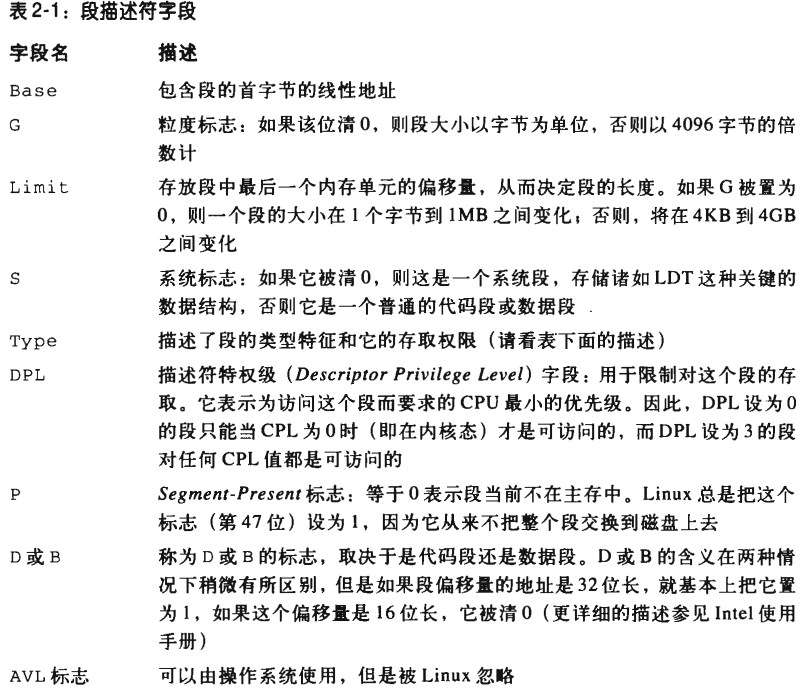 表2-1：段描述符字段
字段名 描述
Base 包含段的首字节的线性地址
G 粒度标志：如果该位清0，则段大小以字节为单位，否则以4096字节的倍
数计
Limit 存放段中最后一个内存单元的偏移量，从而决定段的长度。如果G被置为
0，则一个段的大小在1个字节到1MB之间变化；否则，将在4KB到4GB
之间变化
S 系统标志：如果它被清0，则这是一个系统段，存储诸如LDT这种关键的
数据结构，否则它是一个普通的代码段或数据段
Type 描述了段的类型特征和它的存取权限（请看表下面的描述）
DPL 描述符特权级（Descriptor Privilege Level）字段：用于限制对这个段的存
取。它表示为访问这个段而要求的CPU最小的优先级。因此，DPL设为0
的段只能当CPL为0时（即在内核态）才是可访问的，而DPL设为3的段
对任何CPL值都是可访问的
P Segment-Present标志：等于0表示段当前不在主存中。Linux总是把这个
标志（第47位）设为1，因为它从来不把整个段交换到磁盘上去
D或B 称为D或B的标志，取决于是代码段还是数据段。D或B的含义在两种情
况下稍微有所区别，但是如果段偏移量的地址是32位长，就基本上把它置
为1，如果这个偏移量是16位长，它被清0（更详细的描述参见Intel使用
手册）
AVL标志 可以由操作系统使用，但是被Linux忽略